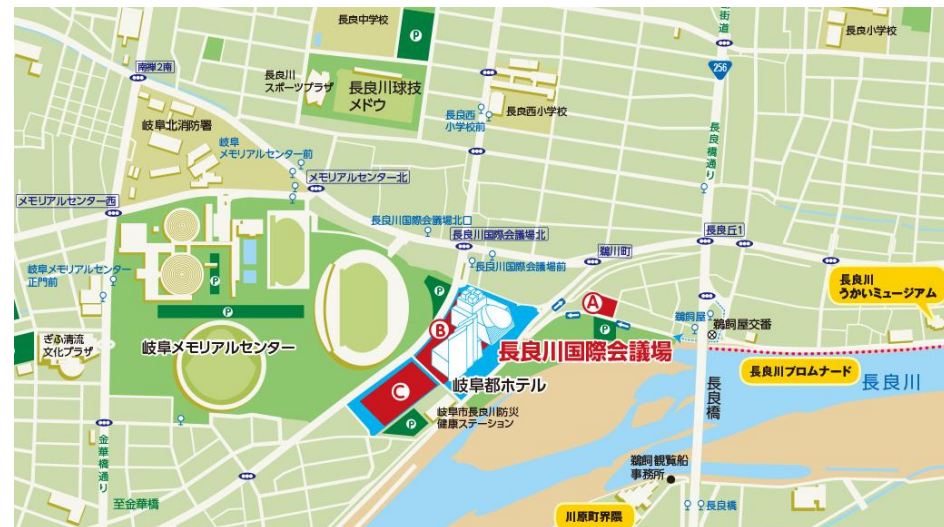 長良中学校
P
街道
長良小学校
南陣2南
256
長良川
スポーツプラザ
長良川球技
メドウ
長良西
小学校前
長良西小学校
岐阜北消防署
岐阜
メモリアルセンター前
長良橋通り
メモリアルセンター北
メモリアルセンター西
長良川国際会議場北口
長良川国際会議場北
長良丘1
鵜川町
長良川国際会議場前
岐阜メモリアルセンター
正門前
P
P
A
長良川
うかいミュージアム
鵜飼屋
鵜飼屋交番
P
B
ぎふ清流
文化プラザ
岐阜メモリアルセンター
長良川国際会議場
長良川プロムナード
長良川
岐阜都ホテル
C
長良橋
岐阜市長良川防災
健康ステーション
P
金華橋通り
鵜飼観覧船
事務所
至金華橋
長良橋
川原町界隈